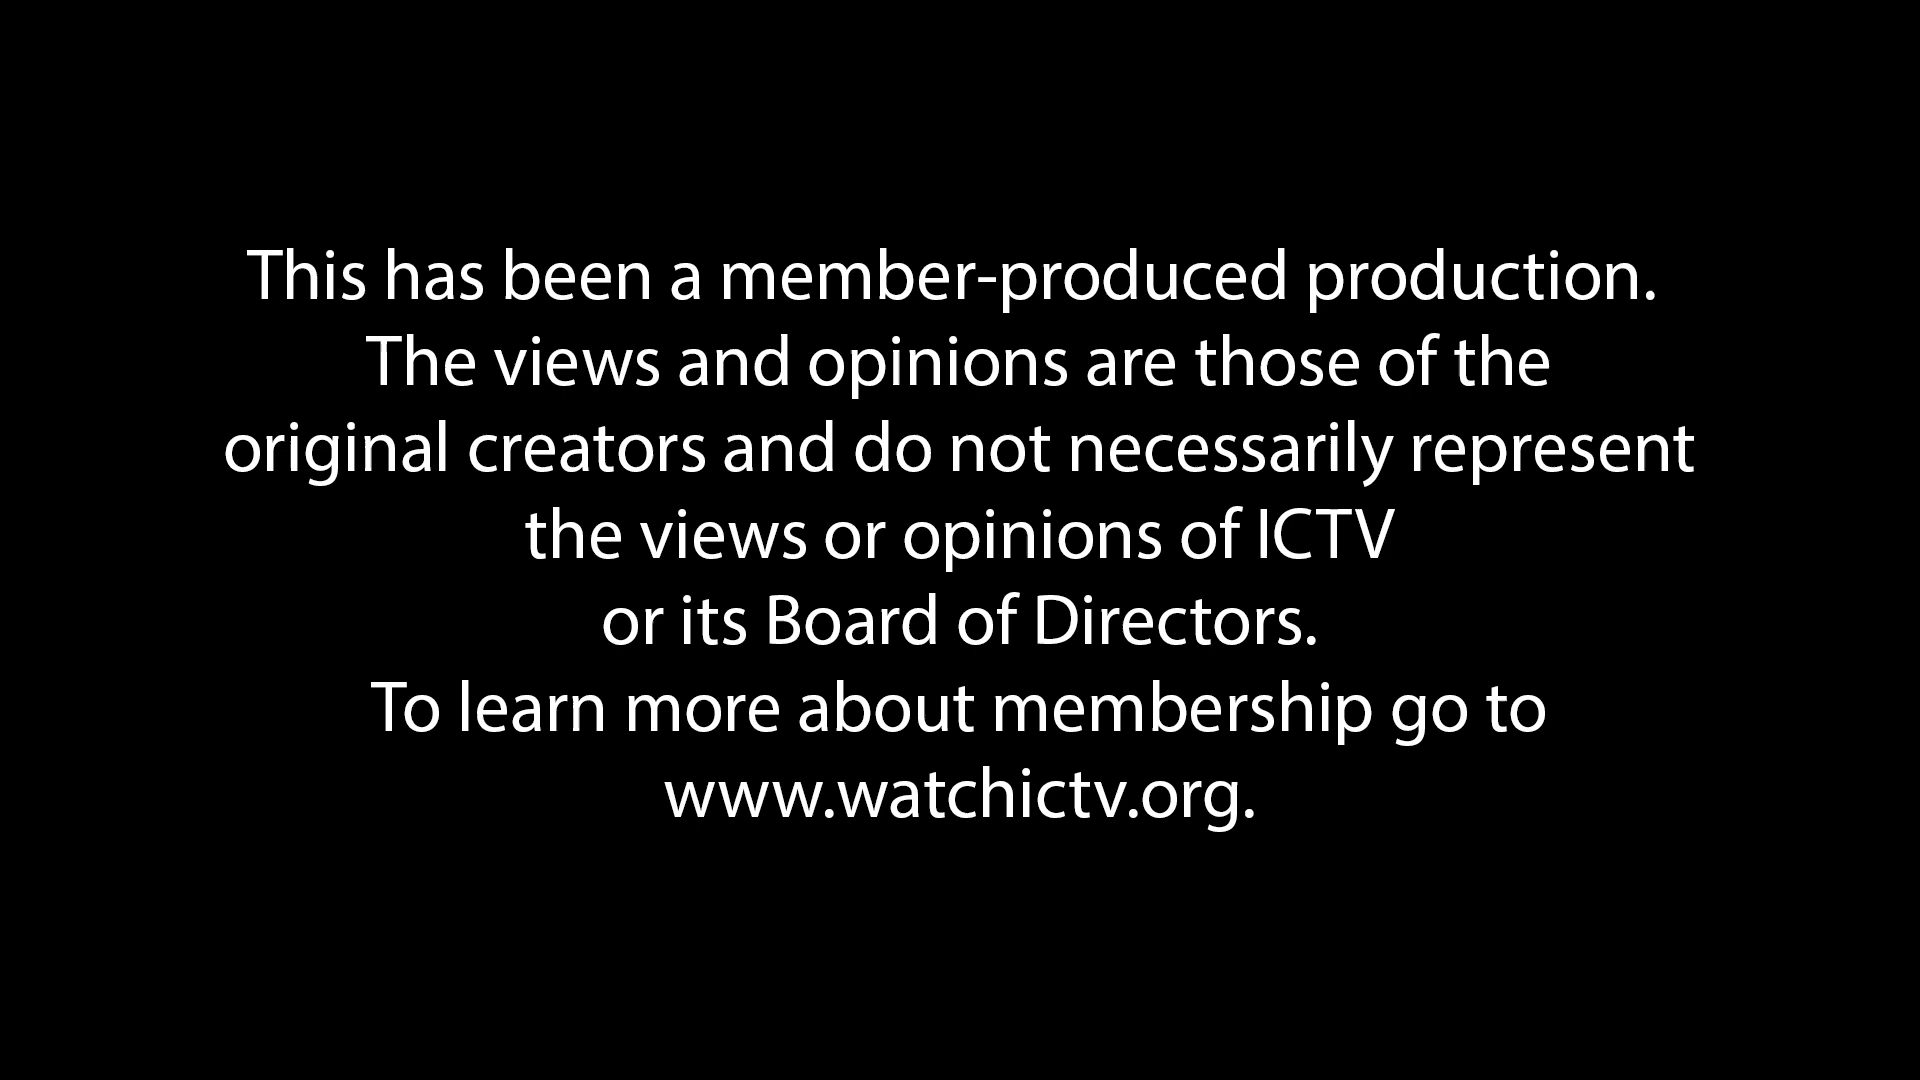 This has been a member-produced production.
The views and opinions are those of the
original creators and do not necessarily represent
the views or opinions of ICTV
or its Board of Directors.
To learn more about membership go to
www.watchictv.org.